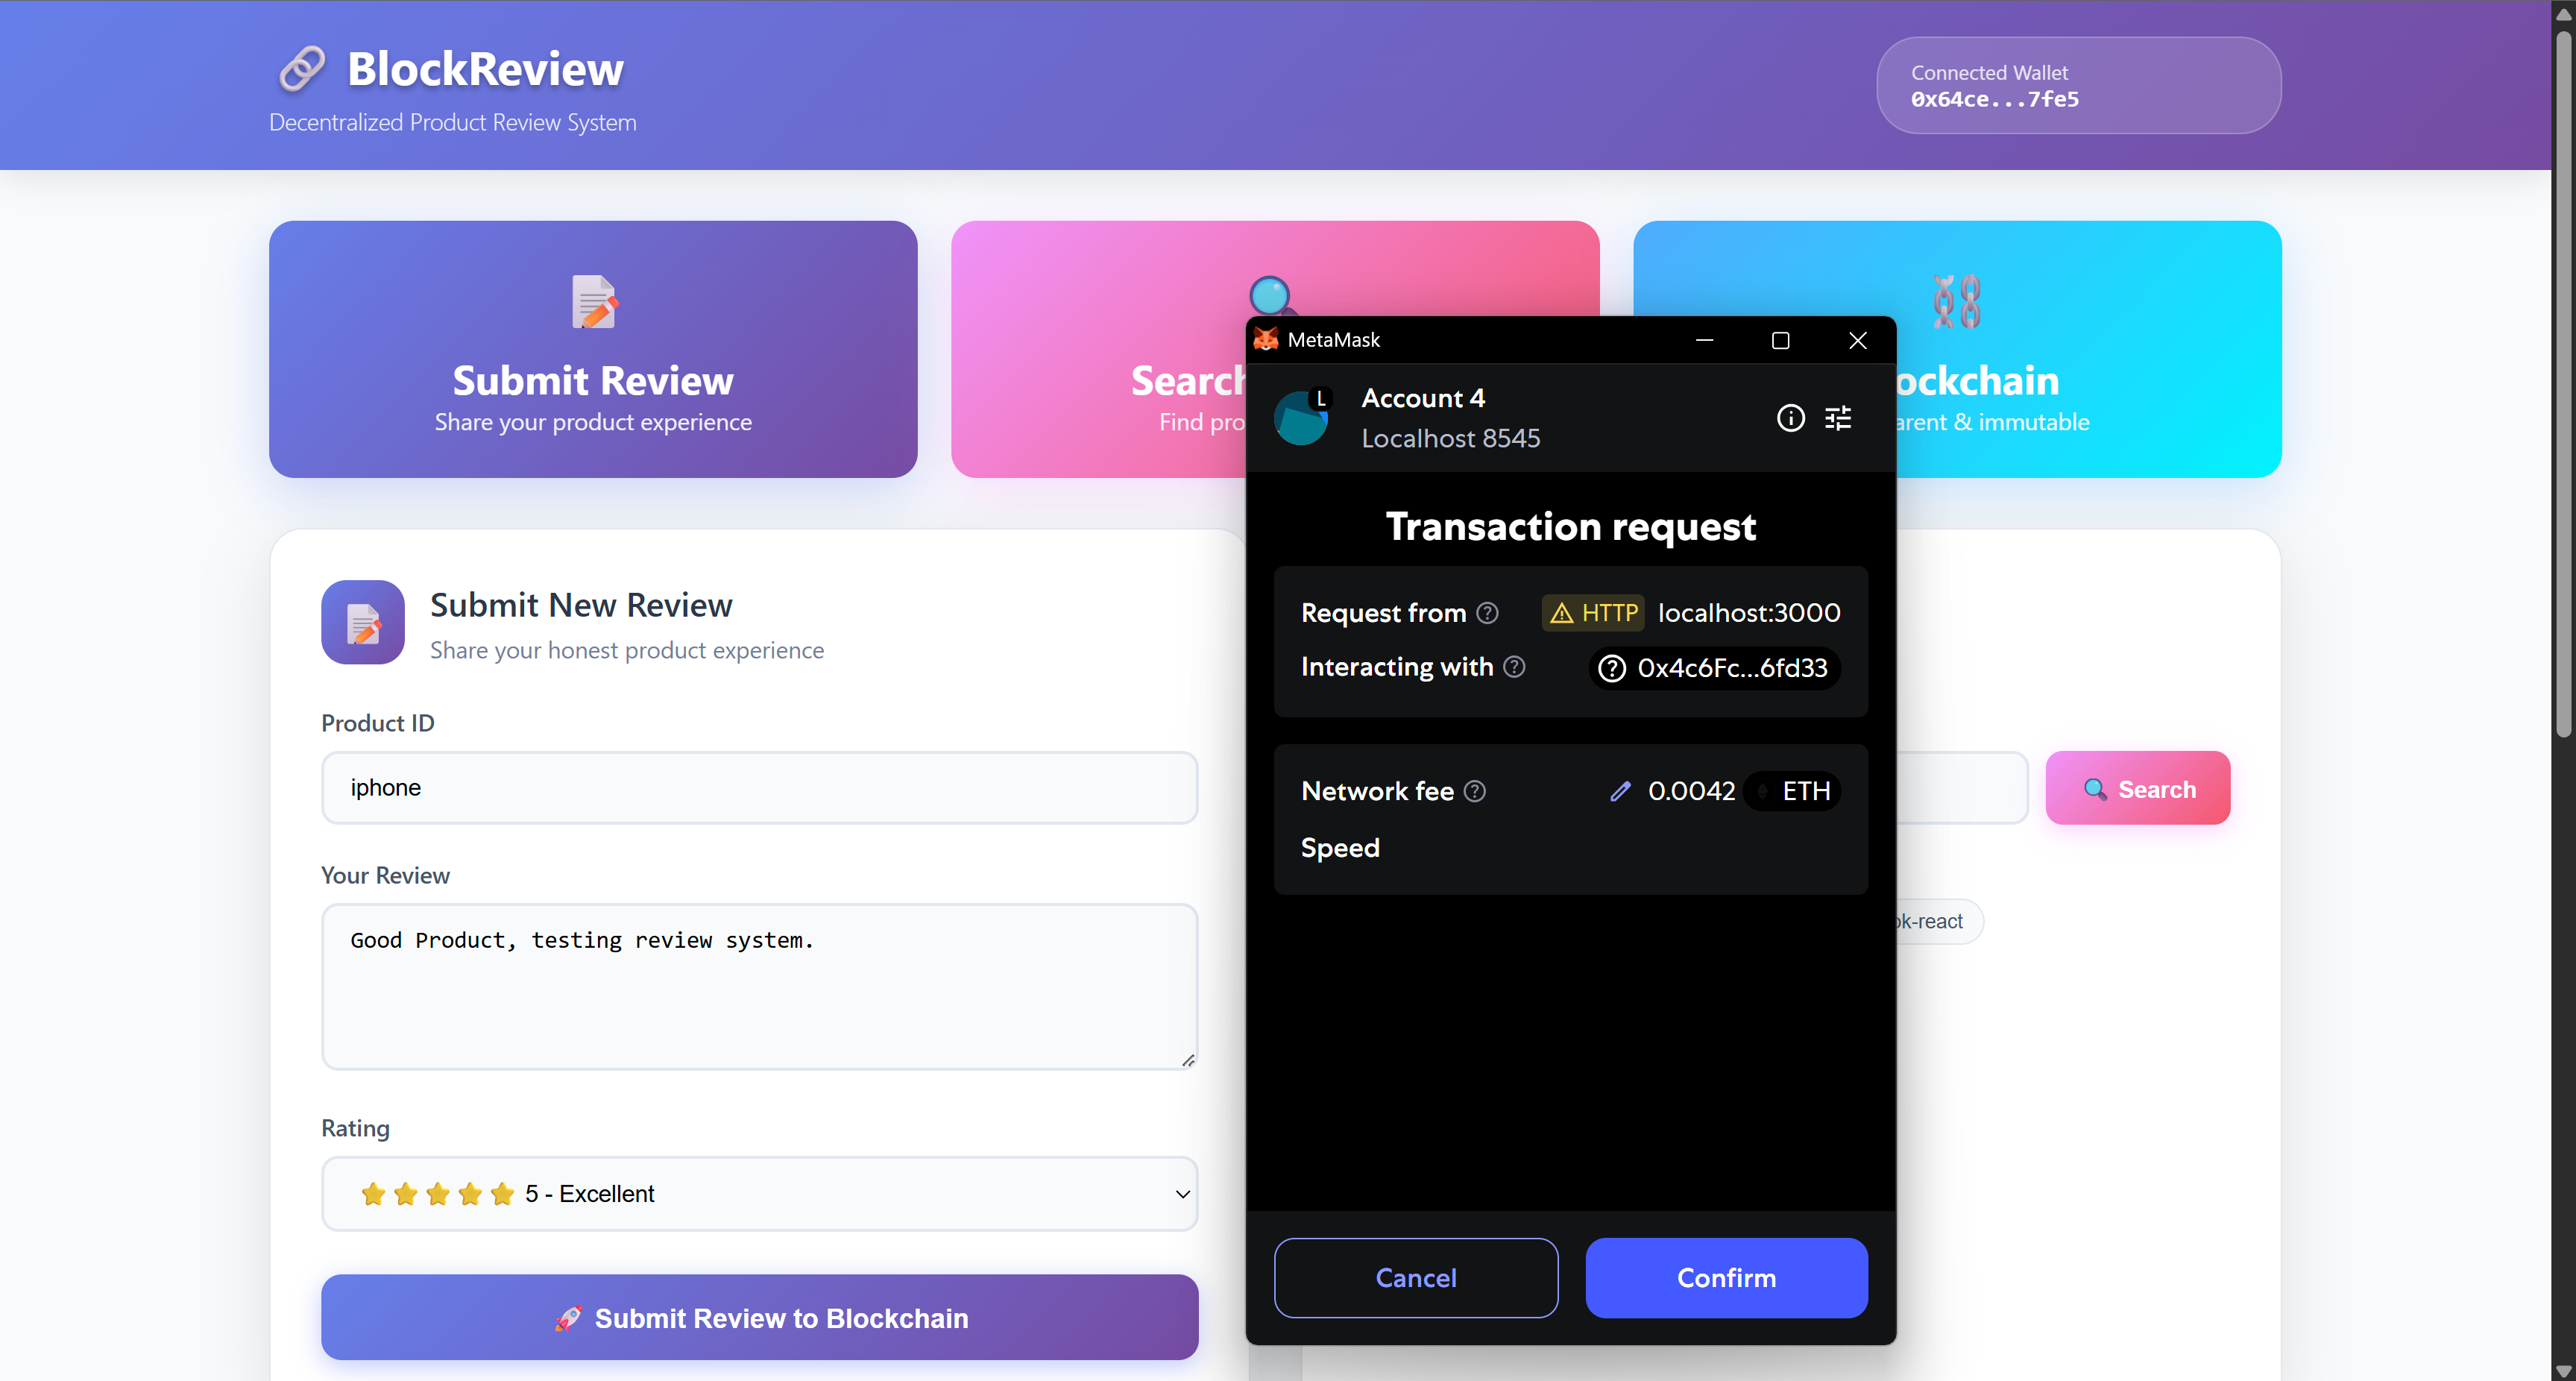 BlockReview
Decentralized Product Review System
Connected Wallet
0x64ce...7fe5
Submit Review
Share your product experience
Search
Find pro
ockchain
arent & immutable
Submit New Review
Share your honest product experience
Product ID
iphone
Your Review
Good Product, testing review system.
Rating
5 - Excellent
Submit Review to Blockchain
Search
ok-react
MetaMask
L
Account 4
Localhost 8545
Transaction request
Request from
HTTP localhost:3000
Interacting with
0x4c6Fc...6fd33
Network fee
0.0042 ETH
Speed
Cancel
Confirm